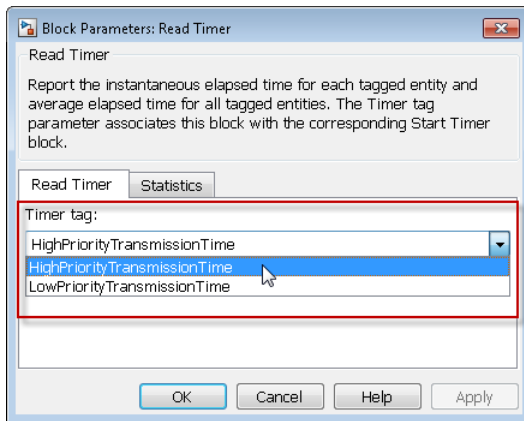 Block Parameters: Read Timer
Read Timer
Report the instantaneous elapsed time for each tagged entity and
average elapsed time for all tagged entities. The Timer tag
parameter associates this block with the corresponding Start Timer
block.
Read Timer Statistics
Timer tag:
HighPriorityTransmissionTime
HighPriorityTransmissionTime
LowPriorityTransmissionTime
OK Cancel Help Apply